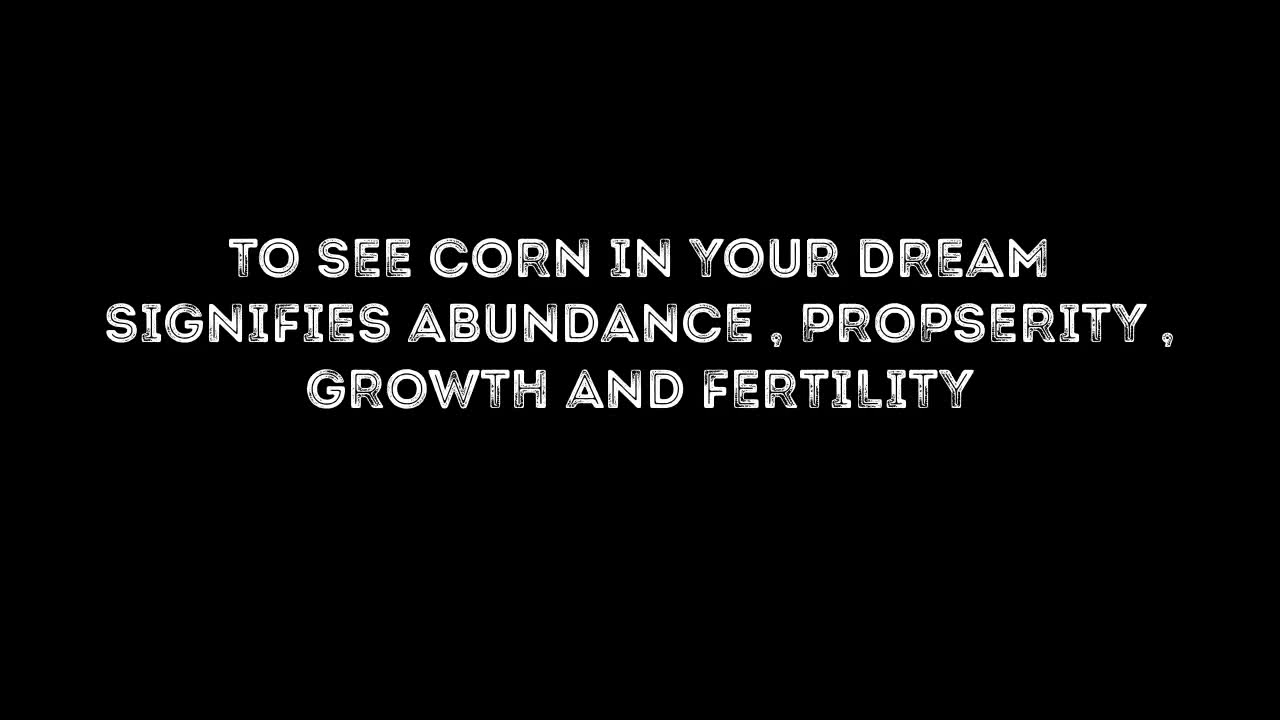 TO SEE CORN IN YOUR DREAM
SIGNIFIES ABUNDANCE , PROPSERITY ,
GROWTH AND FERTILITY